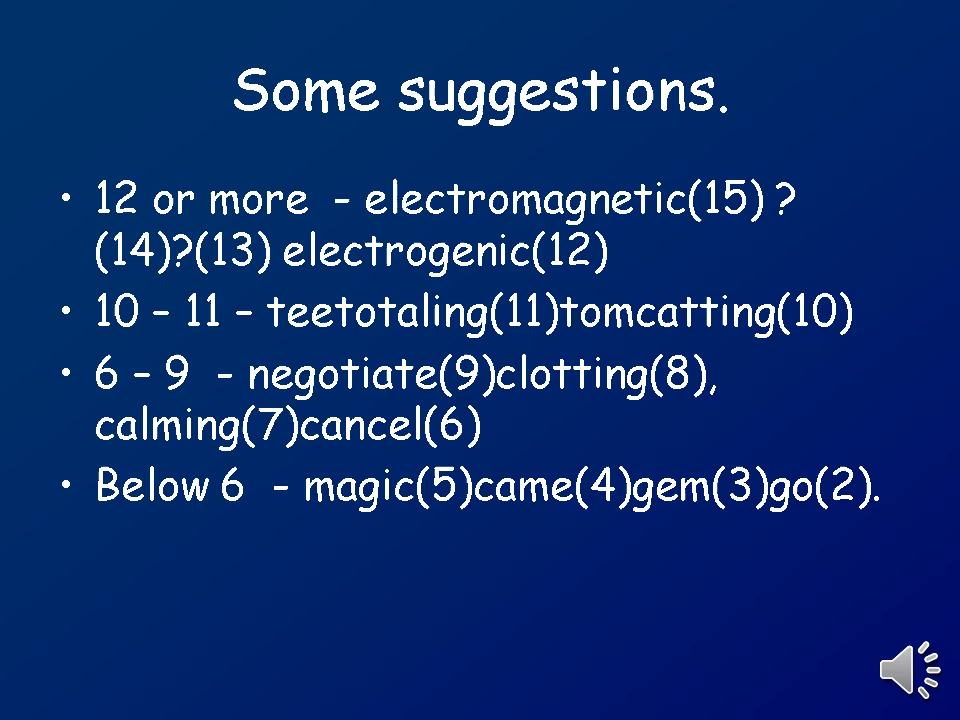 Some suggestions.
• 12 or more - electromagnetic(15) ?
(14)?(13) electrogenic(12)
• 10 – 11 – teetotaling(11)tomcatting(10)
• 6 – 9 - negotiate(9)clotting(8),
calming(7)cancel(6)
• Below 6 - magic(5)came(4)gem(3)go(2).